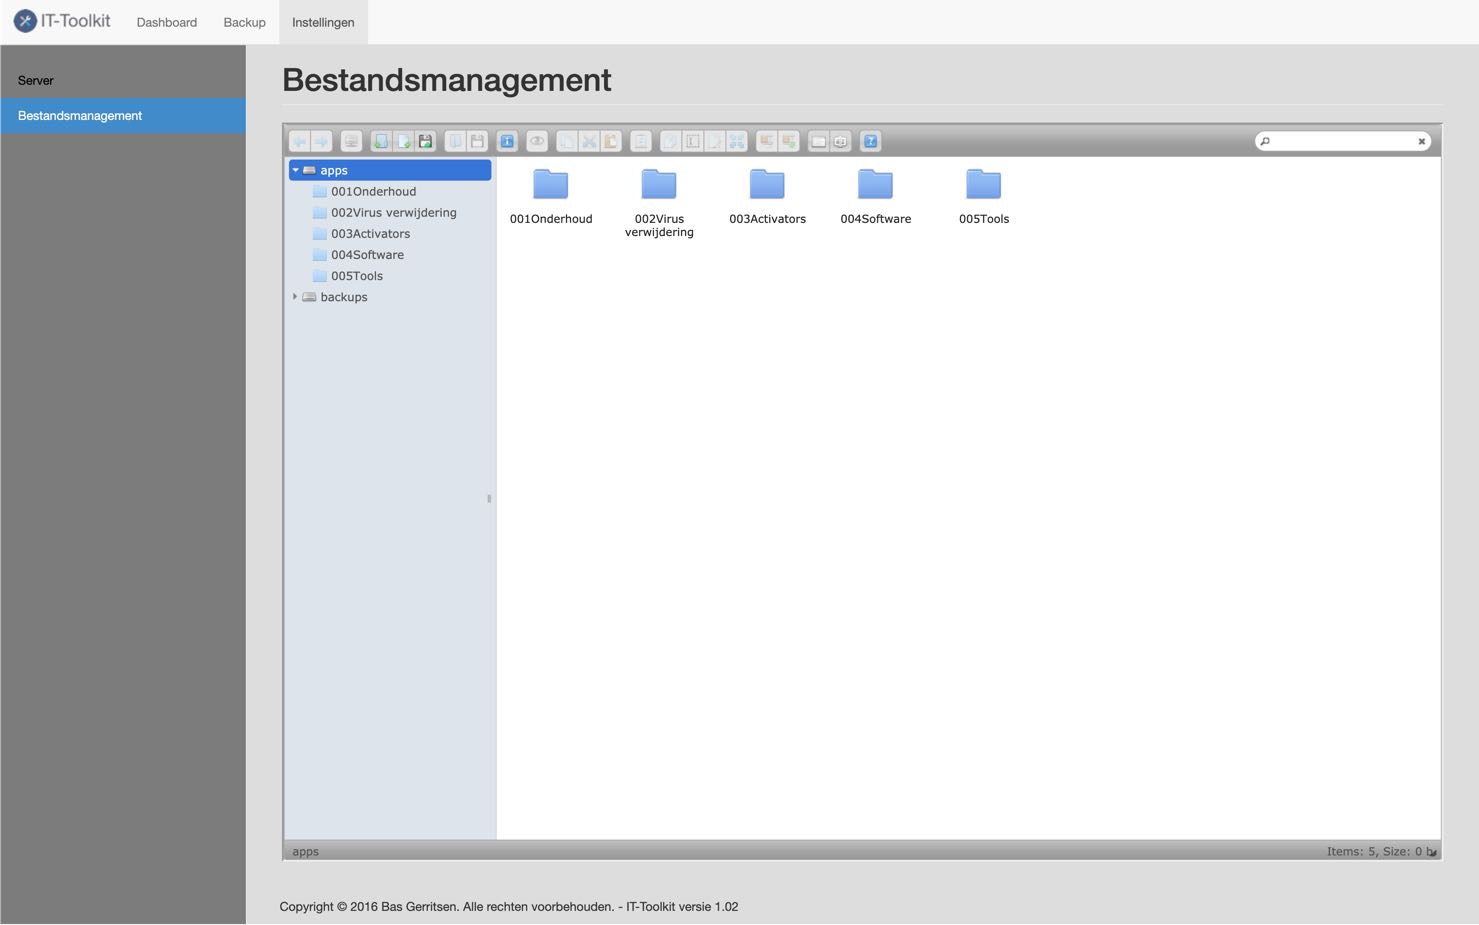 IT-Toolkit
Dashboard
Backup
Instellingen
Server
Bestandsmanagement
Bestandsmanagement
apps
001Onderhoud
002Virus verwijdering
003Activators
004Software
005Tools
backups
001Onderhoud
002Virus
verwijdering
003Activators
004Software
005Tools
apps
Items: 5, Size: 0 b
Copyright © 2016 Bas Gerritsen. Alle rechten voorbehouden. - IT-Toolkit versie 1.02